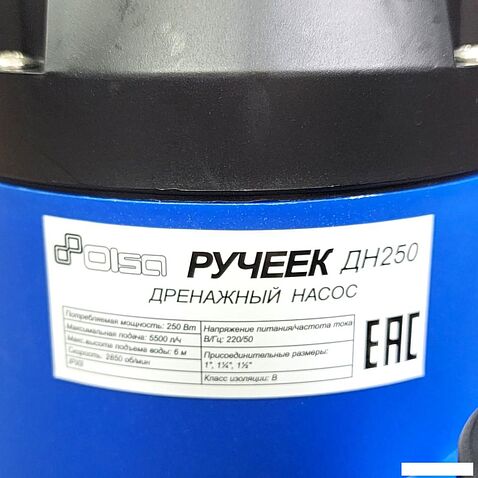 Olsa РУЧЕЕК ДН250
ДРЕНАЖНЫЙ НАСОС
Потребляемая мощность: 250 Вт
Максимальная подача: 5500 л/ч
Макс.высота подъема воды: 6 м
Скорость: 2850 об/мин
IPX8
Напряжение питания/частота тока
В/Гц: 220/50
Присоединительные размеры:
1", 1¼", 1½"
Класс изоляции: В
EAC